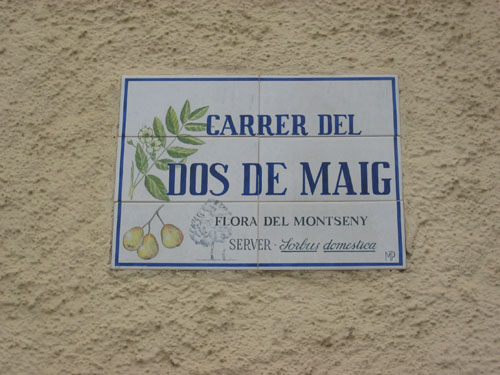 CARRER DEL
DOS DE MAIG
FLORA DEL MONTSENY
SERVER · Sorbus domestica
MP